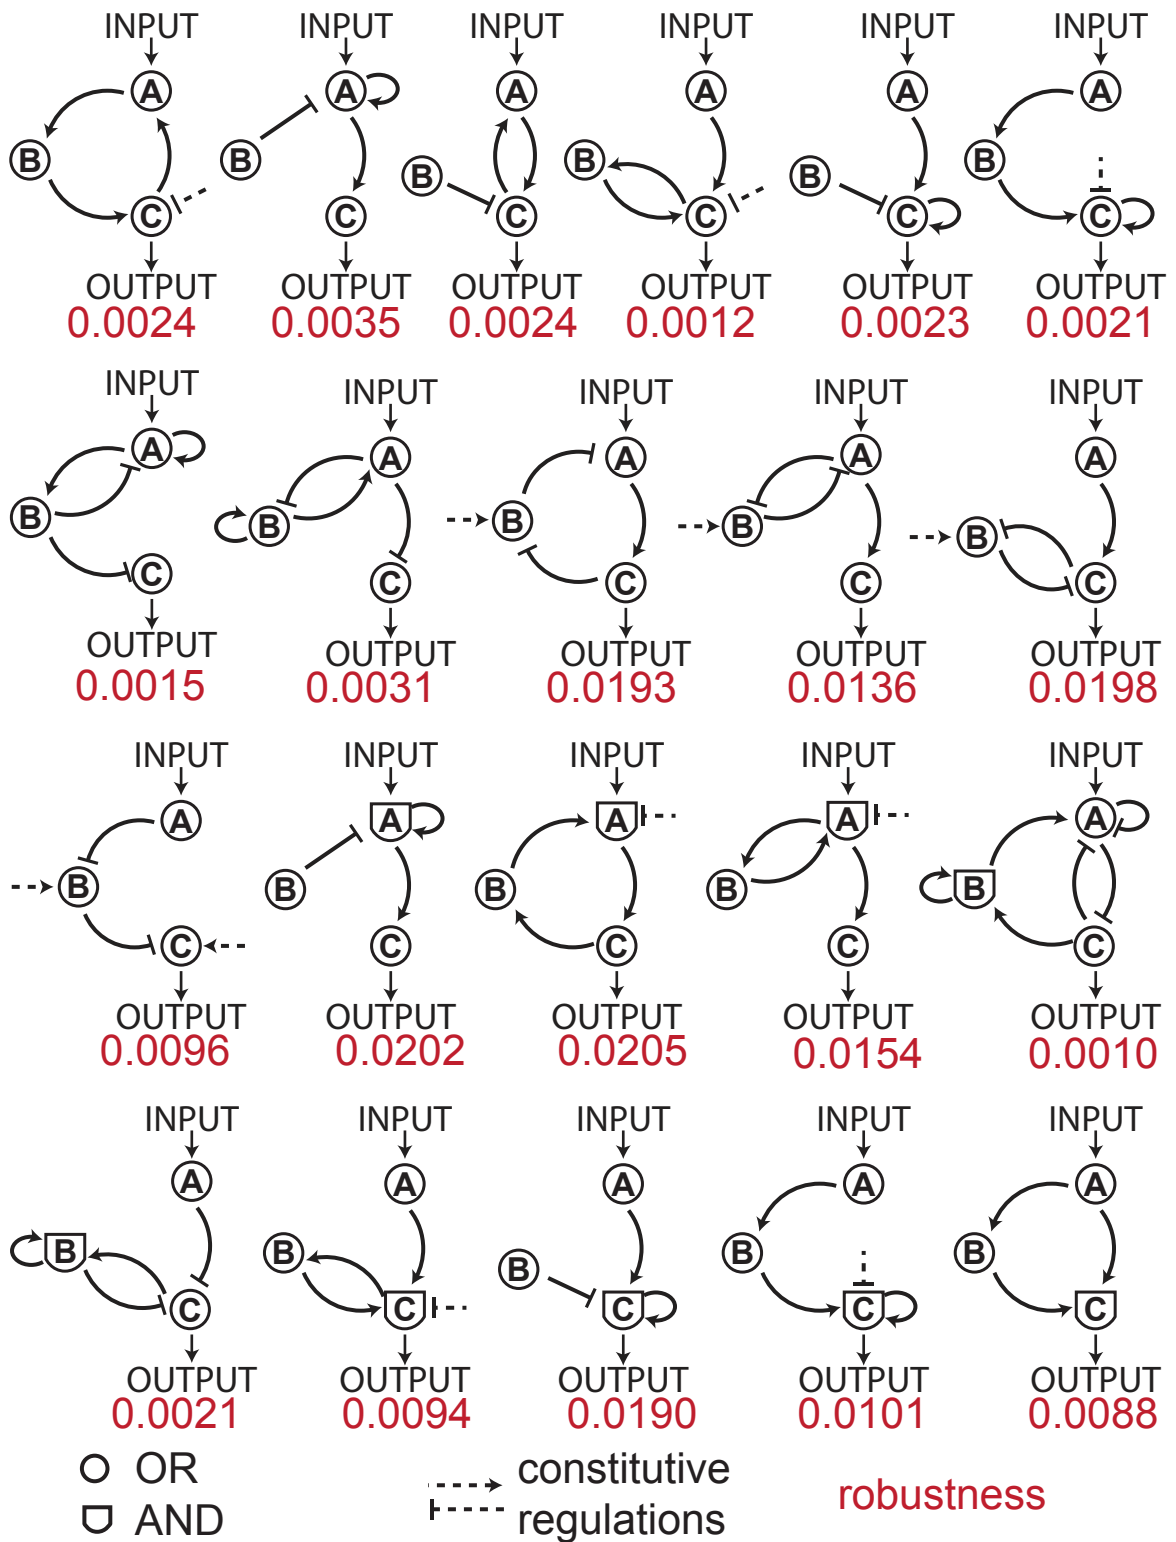 INPUT INPUT INPUT INPUT INPUT INPUT
A A A A A A
B B B B B B
C C C C C C
OUTPUT OUTPUT OUTPUT OUTPUT OUTPUT OUTPUT
0.0024 0.0035 0.0024 0.0012 0.0023 0.0021
INPUT INPUT INPUT INPUT INPUT
A A A A A
B B B B B
C C C C C
OUTPUT OUTPUT OUTPUT OUTPUT OUTPUT
0.0015 0.0031 0.0193 0.0136 0.0198
INPUT INPUT INPUT INPUT INPUT
A A A A A
B B B B B
C C C C C
OUTPUT OUTPUT OUTPUT OUTPUT OUTPUT
0.0096 0.0202 0.0205 0.0154 0.0010
INPUT INPUT INPUT INPUT INPUT
A A A A A
B B B B B
C C C C C
OUTPUT OUTPUT OUTPUT OUTPUT OUTPUT
0.0021 0.0094 0.0190 0.0101 0.0088
OR constitutive
AND regulations
robustness